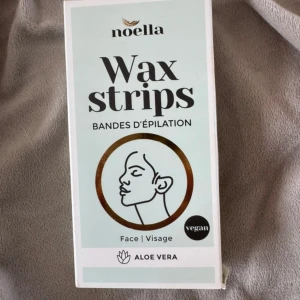 noella
Wax
strips
BANDES D'ÉPILATION
vegan
Face | Visage
ALOE VERA